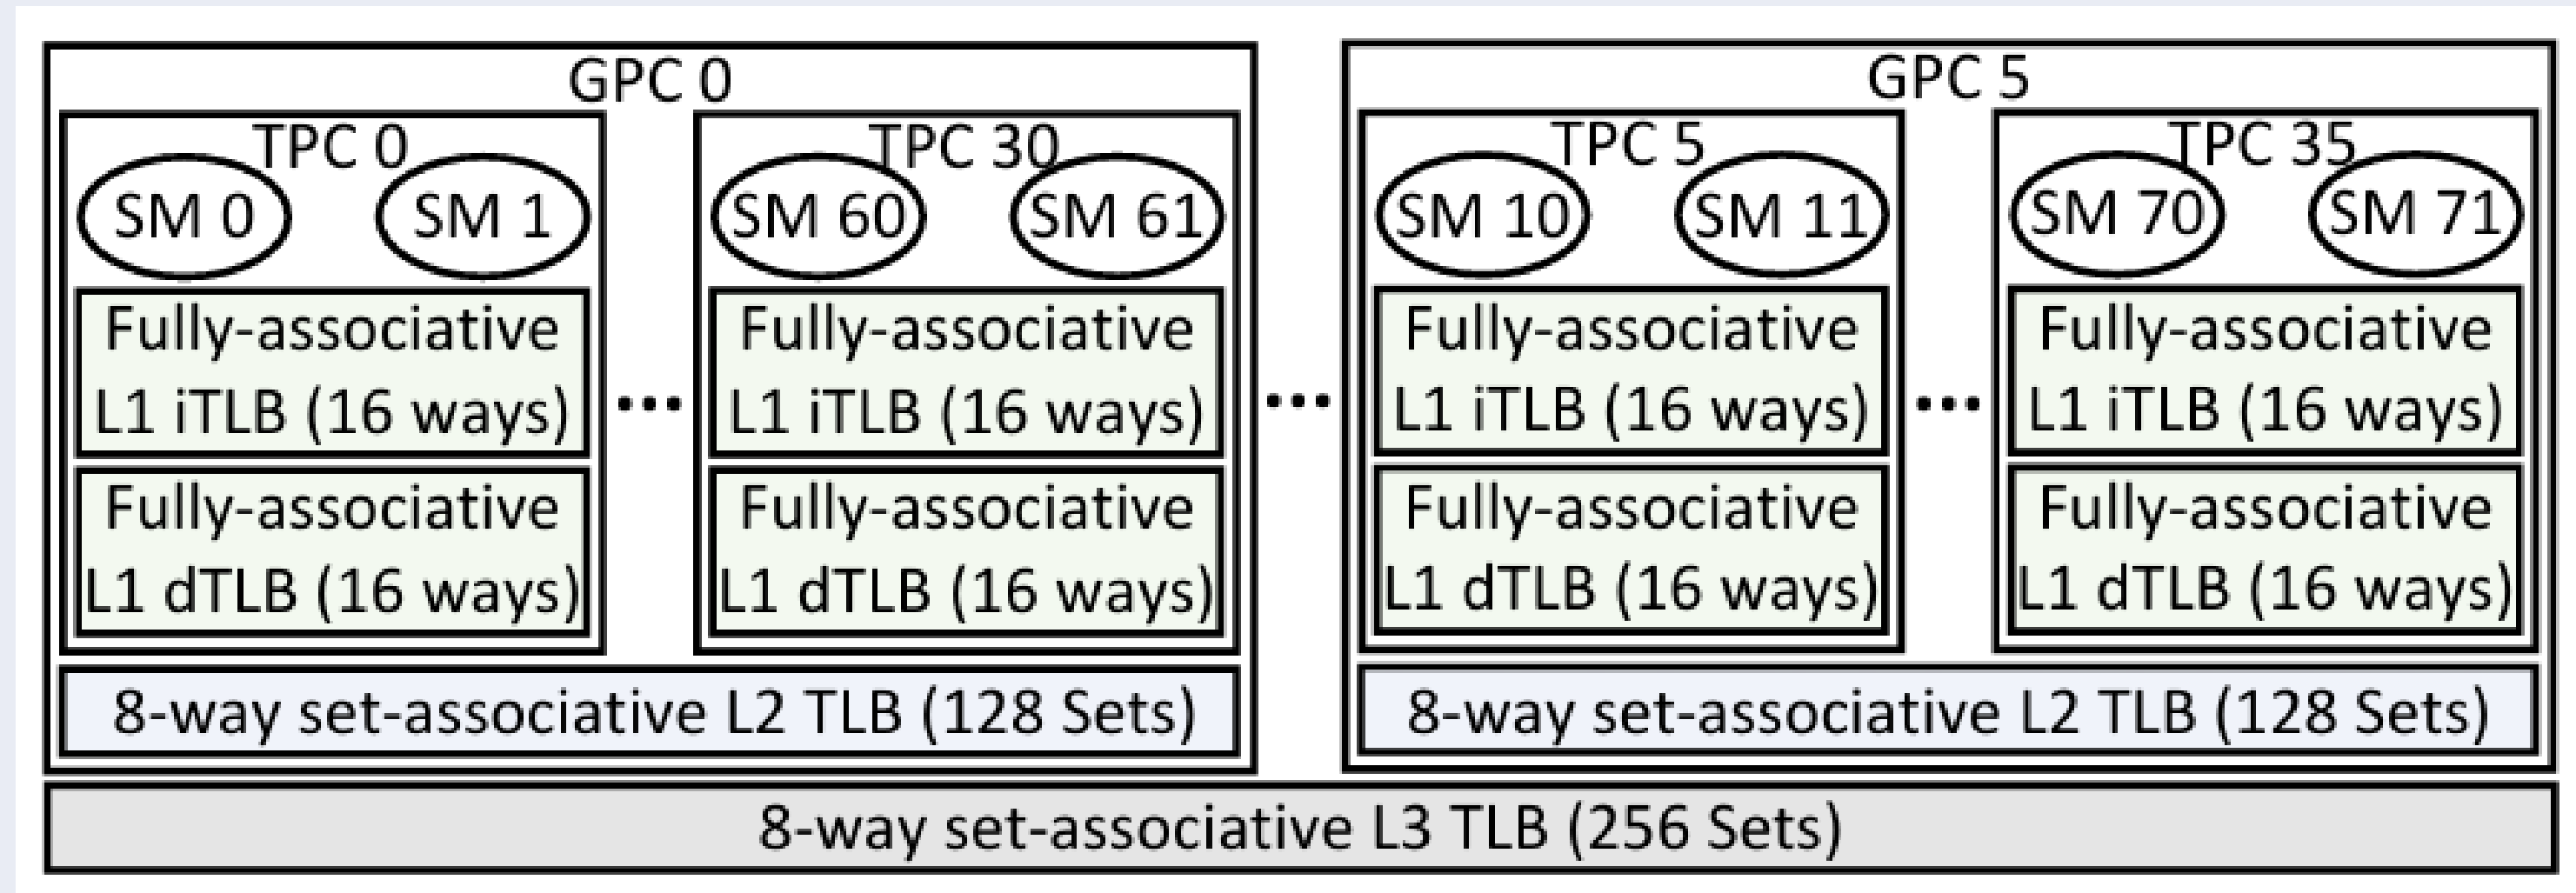 GPC 0
TPC 0
SM 0
SM 1
Fully-associative
L1 iTLB (16 ways)
Fully-associative
L1 dTLB (16 ways)
...
TPC 30
SM 60
SM 61
Fully-associative
L1 iTLB (16 ways)
Fully-associative
L1 dTLB (16 ways)
8-way set-associative L2 TLB (128 Sets)
...
GPC 5
TPC 5
SM 10
SM 11
Fully-associative
L1 iTLB (16 ways)
Fully-associative
L1 dTLB (16 ways)
...
TPC 35
SM 70
SM 71
Fully-associative
L1 iTLB (16 ways)
Fully-associative
L1 dTLB (16 ways)
8-way set-associative L2 TLB (128 Sets)
8-way set-associative L3 TLB (256 Sets)